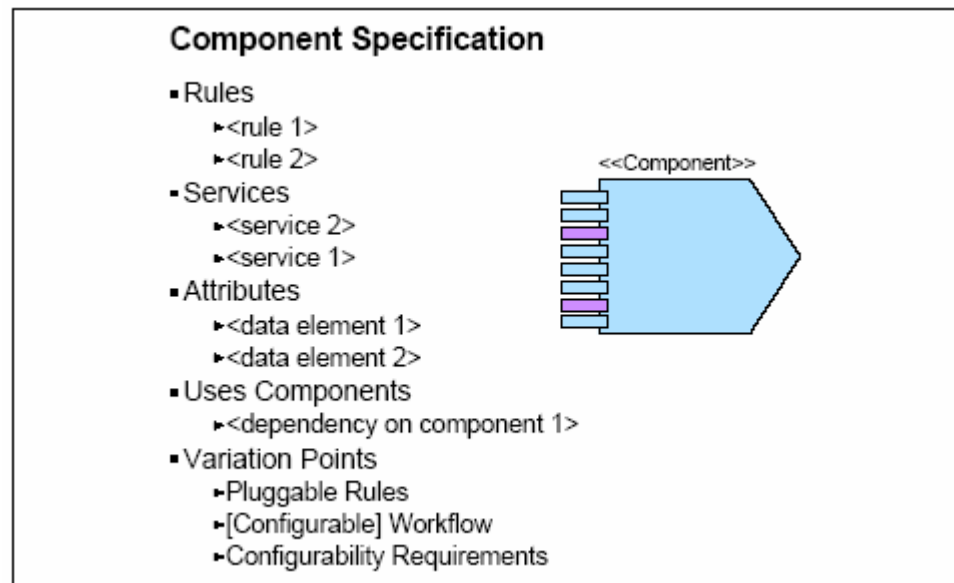 Component Specification
▪Rules
►<rule 1>
►<rule 2>
<<Component>>
▪Services
►<service 2>
►<service 1>
▪Attributes
►<data element 1>
►<data element 2>
▪Uses Components
►<dependency on component 1>
▪Variation Points
►Pluggable Rules
►[Configurable] Workflow
►Configurability Requirements